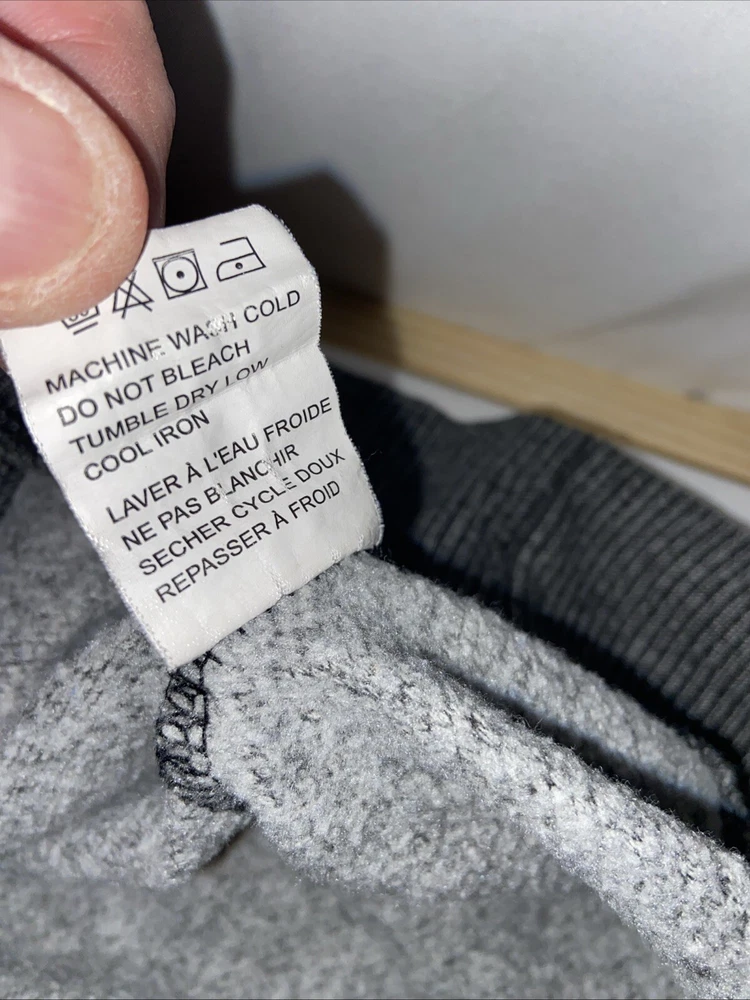 MACHINE WASH COLD
DO NOT BLEACH
TUMBLE DRY LOW
COOL IRON
LAVER À L'EAU FROIDE
NE PAS BLANCHIR
SECHER CYCLE DOUX
REPASSER À FROID